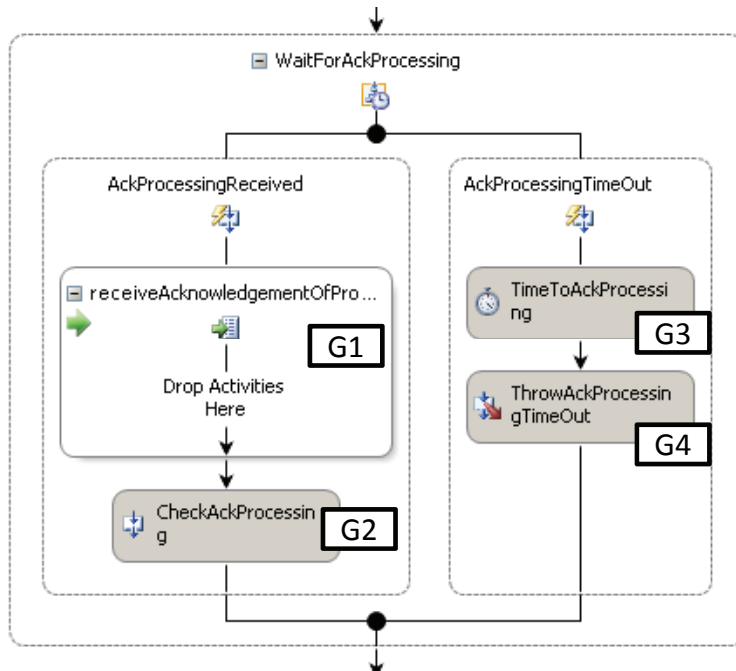 WaitForAckProcessing
AckProcessingReceived
receiveAcknowledgementOfPro...
G1
Drop Activities
Here
CheckAckProcessin
g
G2
AckProcessingTimeOut
TimeToAckProcessi
ng
G3
ThrowAckProcessin
gTimeOut
G4